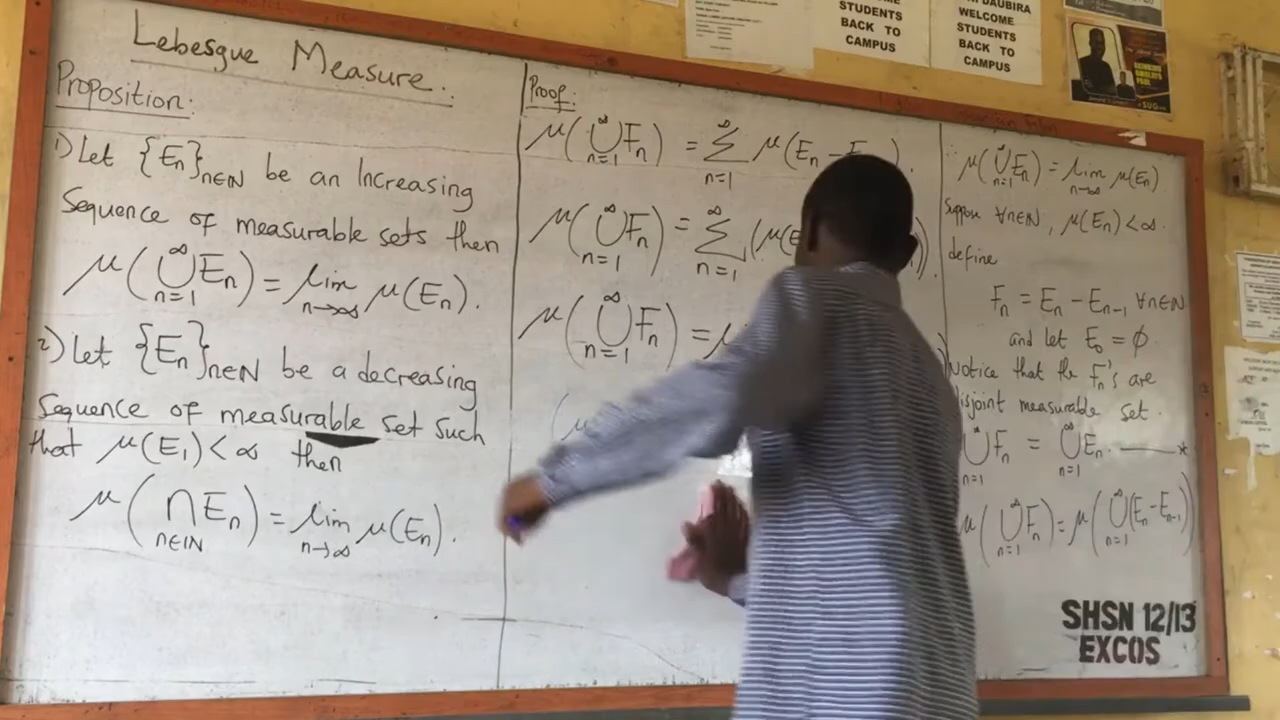 Lebesgue Measure.
Proposition:
1) Let {Eₙ}ₙ∈ℕ be an Increasing
Sequence of measurable sets then
μ(⋃ₙ₌₁^∞ Eₙ) = lim ₙ→∞ μ(Eₙ).
2) Let {Eₙ}ₙ∈ℕ be a decreasing
Sequence of measurable set such
that μ(E₁) < ∞ then
μ(⋂ₙ∈ℕ Eₙ) = lim ₙ→∞ μ(Eₙ).
Proof:
μ(⋃ₙ₌₁^∞ Fₙ) = Σₙ₌₁^∞ μ(Eₙ - E ).
μ(⋃ₙ₌₁^∞ Fₙ) = Σₙ₌₁^∞ (μ(E ).
μ(⋃ₙ₌₁^∞ Fₙ) =
(μ
∴ μ(⋃ₙ₌₁^∞ Eₙ) = lim ₙ→∞ μ(Eₙ)
Suppose ∀n∈ℕ, μ(Eₙ) < ∞.
define
Fₙ = Eₙ - Eₙ₋₁ ∀n∈ℕ
and let E₀ = ∅
Notice that the Fₙ's are
disjoint measurable set.
⋃ₙ₌₁ Fₙ = ⋃ₙ₌₁^∞ Eₙ. ——*
μ(⋃ₙ₌₁^∞ Fₙ) = μ(⋃ₙ₌₁^∞ (Eₙ - Eₙ₋₁))
STUDENTS
BACK TO
CAMPUS
DAUBIRA
WELCOME
STUDENTS
BACK TO
CAMPUS
SUG
SHSN 12/13
EXCOS